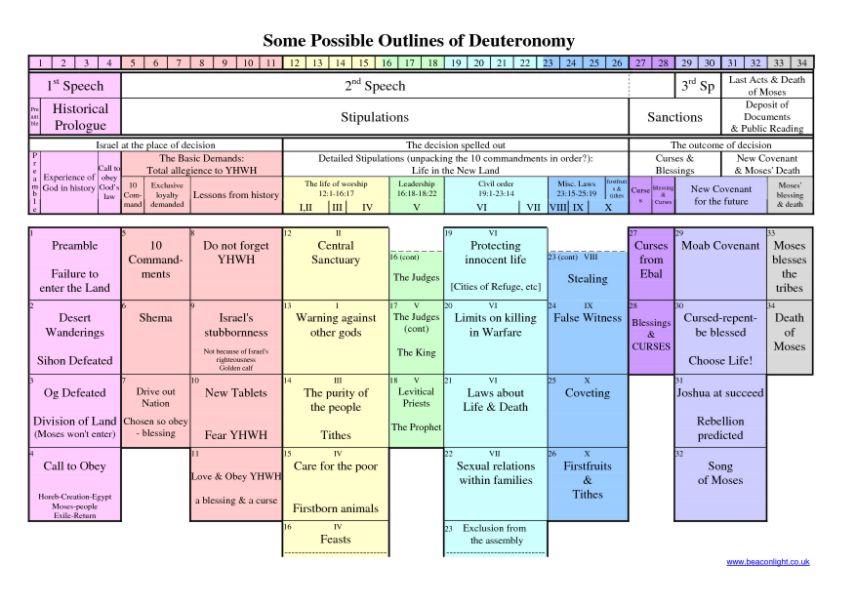 Some Possible Outlines of Deuteronomy
1 2 3 4 5 6 7 8 9 10 11 12 13 14 15 16 17 18 19 20 21 22 23 24 25 26 27 28 29 30 31 32 33 34
1st Speech
2nd Speech
3rd Sp
Last Acts & Death
of Moses
Historical
Prologue
Stipulations
Sanctions
Deposit of
Documents
& Public Reading
Israel at the place of decision
The decision spelled out
The outcome of decision
Preamble
Experience of
God in history
Call to
obey
God's
law
The Basic Demands:
Total allegience to YHWH
Detailed Stipulations (unpacking the 10 commandments in order?):
Life in the New Land
Curses &
Blessings
New Covenant
& Moses' Death
10
Com-
mand
Exclusive
loyalty
demanded
Lessons from history
The life of worship
12:1-16:17
I,II III IV
Leadership
16:18-18:22
V
Civil order
19:1-23:14
VI VII
Misc. Laws
23:15-25:19
VIII IX X
Firstfruits
& tithes
Curses
Blessings
&
Curses
New Covenant
for the future
Moses'
blessing
& death
1
Preamble
Failure to
enter the Land
5
10
Command-
ments
8
Do not forget
YHWH
12 II
Central
Sanctuary
16 (cont)
The Judges
19 VI
Protecting
innocent life
[Cities of Refuge, etc]
23 (cont) VIII
Stealing
27
Curses
from
Ebal
29
Moab Covenant
33
Moses
blesses
the
tribes
2
Desert
Wanderings
Sihon Defeated
6
Shema
9
Israel's
stubbornness
Not because of Israel's
righteousness
Golden calf
13 I
Warning against
other gods
17 V
The Judges
(cont)
The King
20 VI
Limits on killing
in Warfare
24 IX
False Witness
28
Blessings
&
CURSES
30
Cursed-repent-
be blessed
Choose Life!
34
Death
of
Moses
3
Og Defeated
Division of Land
(Moses won't enter)
7
Drive out
Nation
Chosen so obey
- blessing
10
New Tablets
Fear YHWH
14 III
The purity of
the people
Tithes
18 V
Levitical
Priests
The Prophet
21 VI
Laws about
Life & Death
25 X
Coveting
31
Joshua at succeed
Rebellion
predicted
4
Call to Obey
Horeb-Creation-Egypt
Moses-people
Exile-Return
11
Love & Obey YHWH
a blessing & a curse
15 IV
Care for the poor
Firstborn animals
22 VII
Sexual relations
within families
26 X
Firstfruits
&
Tithes
32
Song
of Moses
16 IV
Feasts
23 Exclusion from
the assembly
www.beaconlight.co.uk